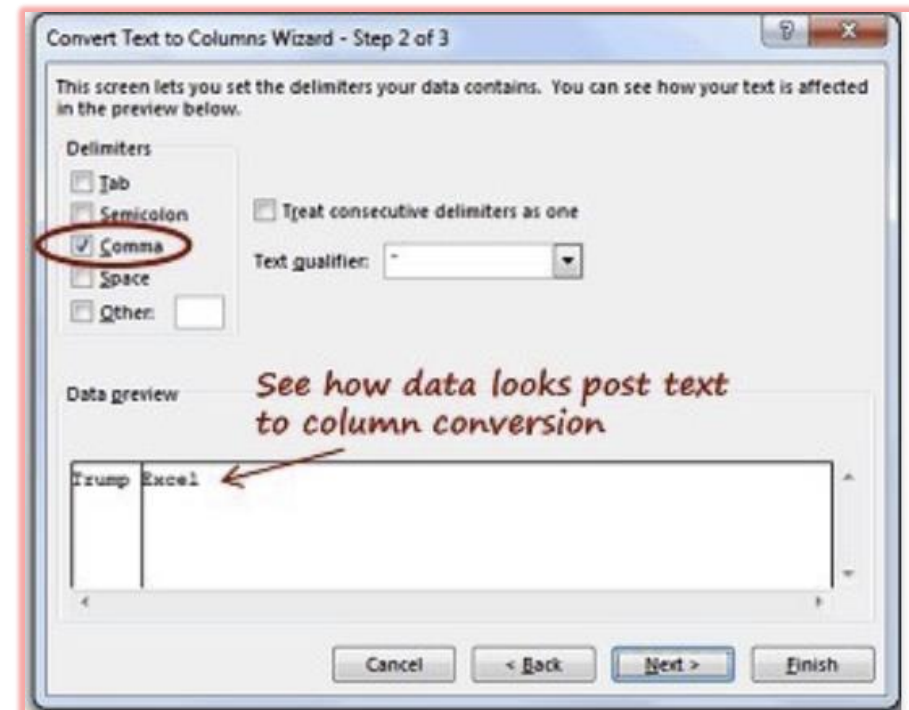 Convert Text to Columns Wizard - Step 2 of 3
This screen lets you set the delimiters your data contains. You can see how your text is affected
in the preview below.
Delimiters
Tab
Semicolon
Treat consecutive delimiters as one
Comma
Text qualifier: "
Space
Other:
Data preview
See how data looks post text
to column conversion
Trump Excel
Cancel < Back Next > Finish